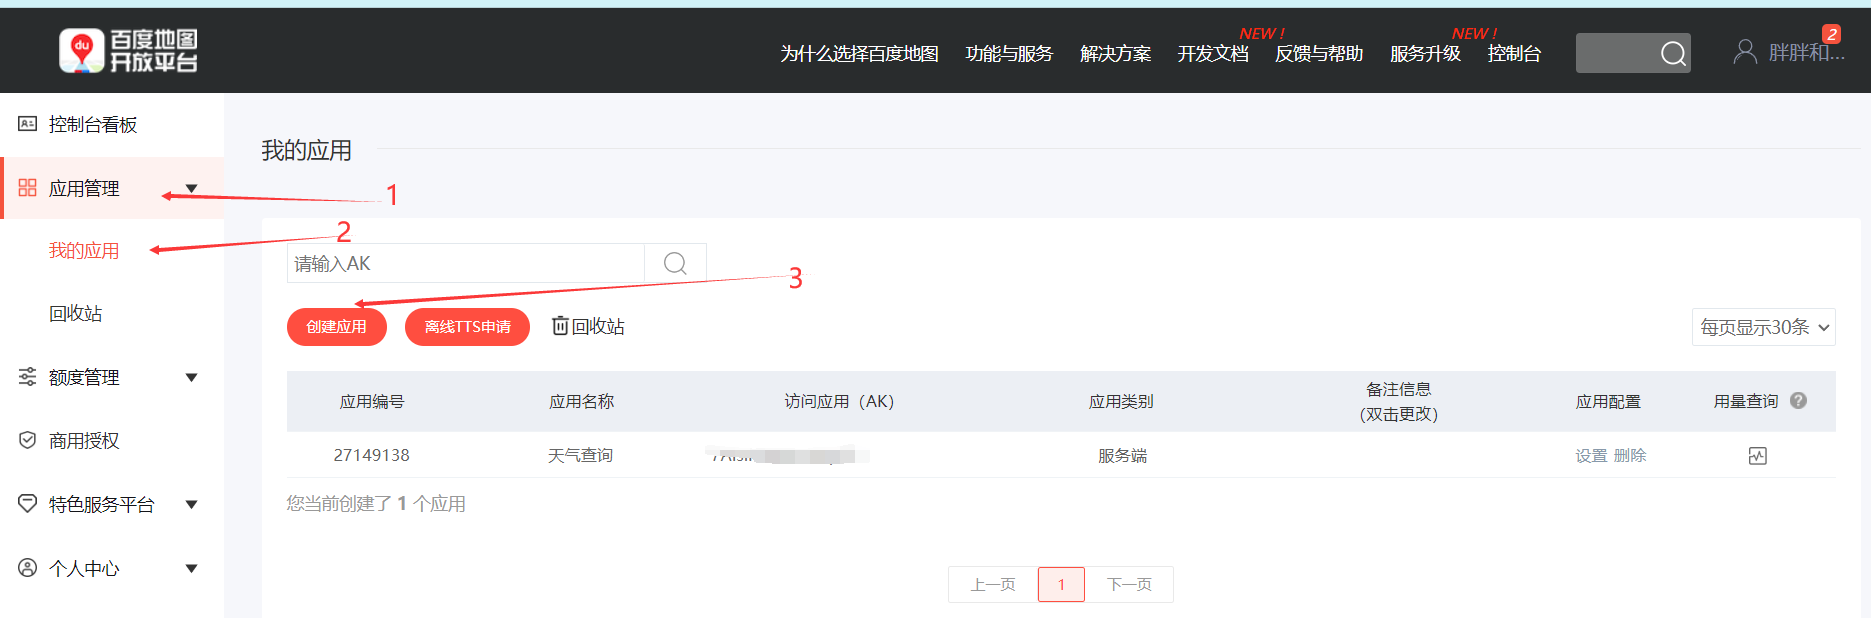 du 百度地图
开放平台
为什么选择百度地图 功能与服务 解决方案 开发文档 NEW ! 反馈与帮助 服务升级 NEW ! 控制台
胖胖和... 2
控制台看板
应用管理
1
我的应用
2
回收站
额度管理
商用授权
特色服务平台
个人中心
我的应用
请输入AK
3
创建应用 离线TTS申请 回收站
每页显示30条
应用编号 应用名称 访问应用（AK） 应用类别 备注信息
(双击更改) 应用配置 用量查询 ?
27149138 天气查询 服务端 设置 删除
您当前创建了 1 个应用
上一页 1 下一页